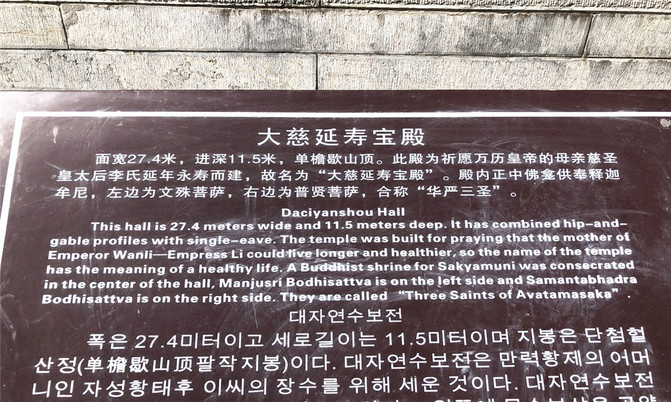 大慈延寿宝殿
面宽27.4米，进深11.5米，单檐歇山顶。此殿为祈愿万历皇帝的母亲慈圣
皇太后李氏延年永寿而建，故名为“大慈延寿宝殿”。殿内正中佛龛供奉释迦
牟尼，左边为文殊菩萨，右边为普贤菩萨，合称“华严三圣”。
Daciyanshou Hall
This hall is 27.4 meters wide and 11.5 meters deep. It has combined hip-and-
gable profiles with single-eave. The temple was built for praying that the mother of
Emperor Wanli—Empress Li could live longer and healthier, so the name of the temple
has the meaning of a healthy life. A Buddhist shrine for Sakyamuni was consecrated
in the center of the hall, Manjusri Bodhisattva is on the left side and Samantabhadra
Bodhisattva is on the right side. They are called “Three Saints of Avatamasaka”.
대자연수보전
폭은 27.4미터이고 세로길이는 11.5미터이며 지붕은 단첨헐
산정(单檐歇山顶팔작지붕)이다. 대자연수보전은 만력황제의 어머
니인 자성황태후 이씨의 장수를 위해 세운 것이다. 대자연수보전